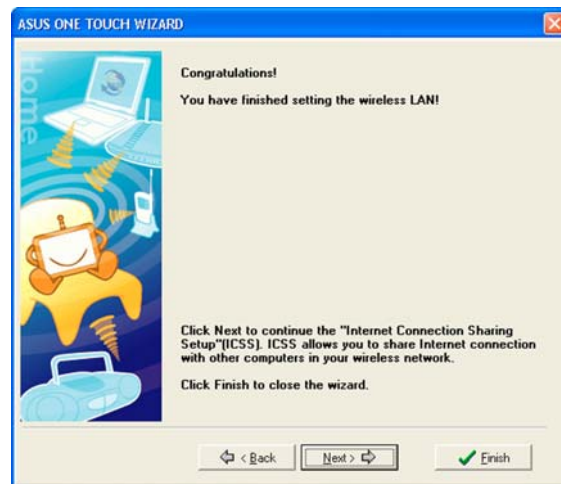 ASUS ONE TOUCH WIZARD
Home
Congratulations!
You have finished setting the wireless LAN!
Click Next to continue the "Internet Connection Sharing
Setup"(ICSS). ICSS allows you to share Internet connection
with other computers in your wireless network.
Click Finish to close the wizard.
< Back
Next >
Finish